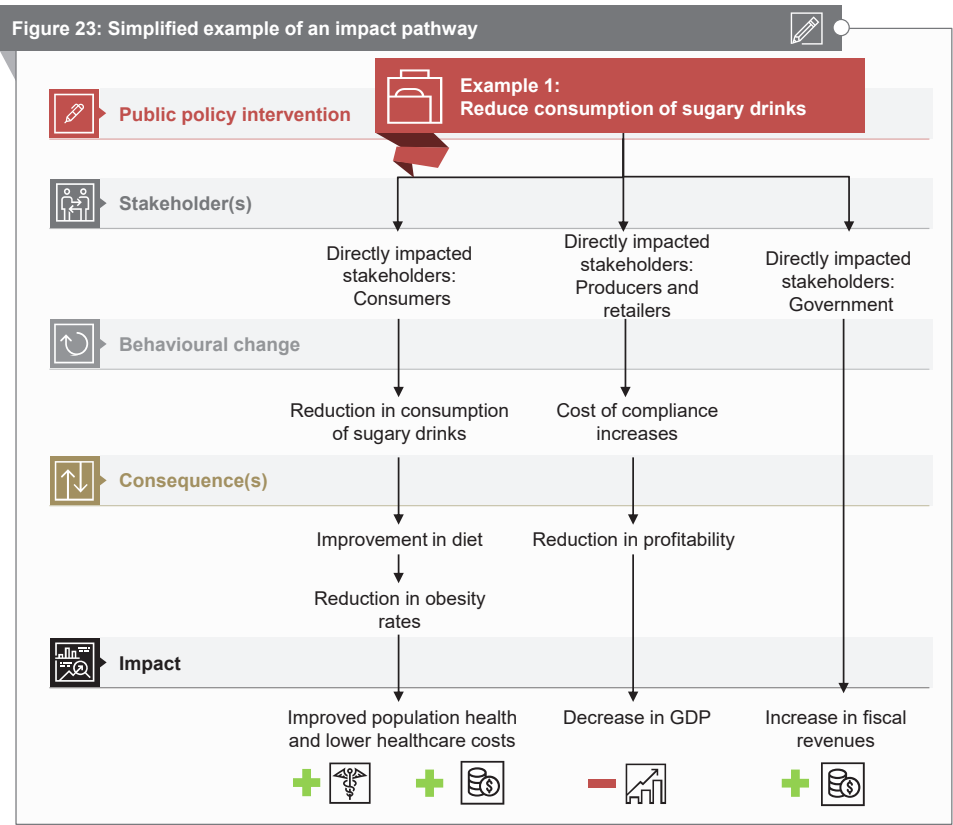 Figure 23: Simplified example of an impact pathway
Example 1:
Reduce consumption of sugary drinks
Public policy intervention
Stakeholder(s)
Directly impacted
stakeholders:
Consumers
Directly impacted
stakeholders:
Producers and
retailers
Directly impacted
stakeholders:
Government
Behavioural change
Reduction in consumption
of sugary drinks
Cost of compliance
increases
Consequence(s)
Improvement in diet
Reduction in profitability
Reduction in obesity
rates
Impact
Improved population health
and lower healthcare costs
Decrease in GDP
Increase in fiscal
revenues